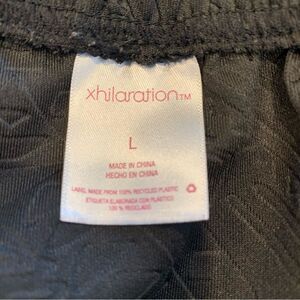 xhilaration™
L
MADE IN CHINA
HECHO EN CHINA
LABEL MADE FROM 100% RECYCLED PLASTIC
ETIQUETA ELABORADA CON PLASTICO
100 % RECICLADO